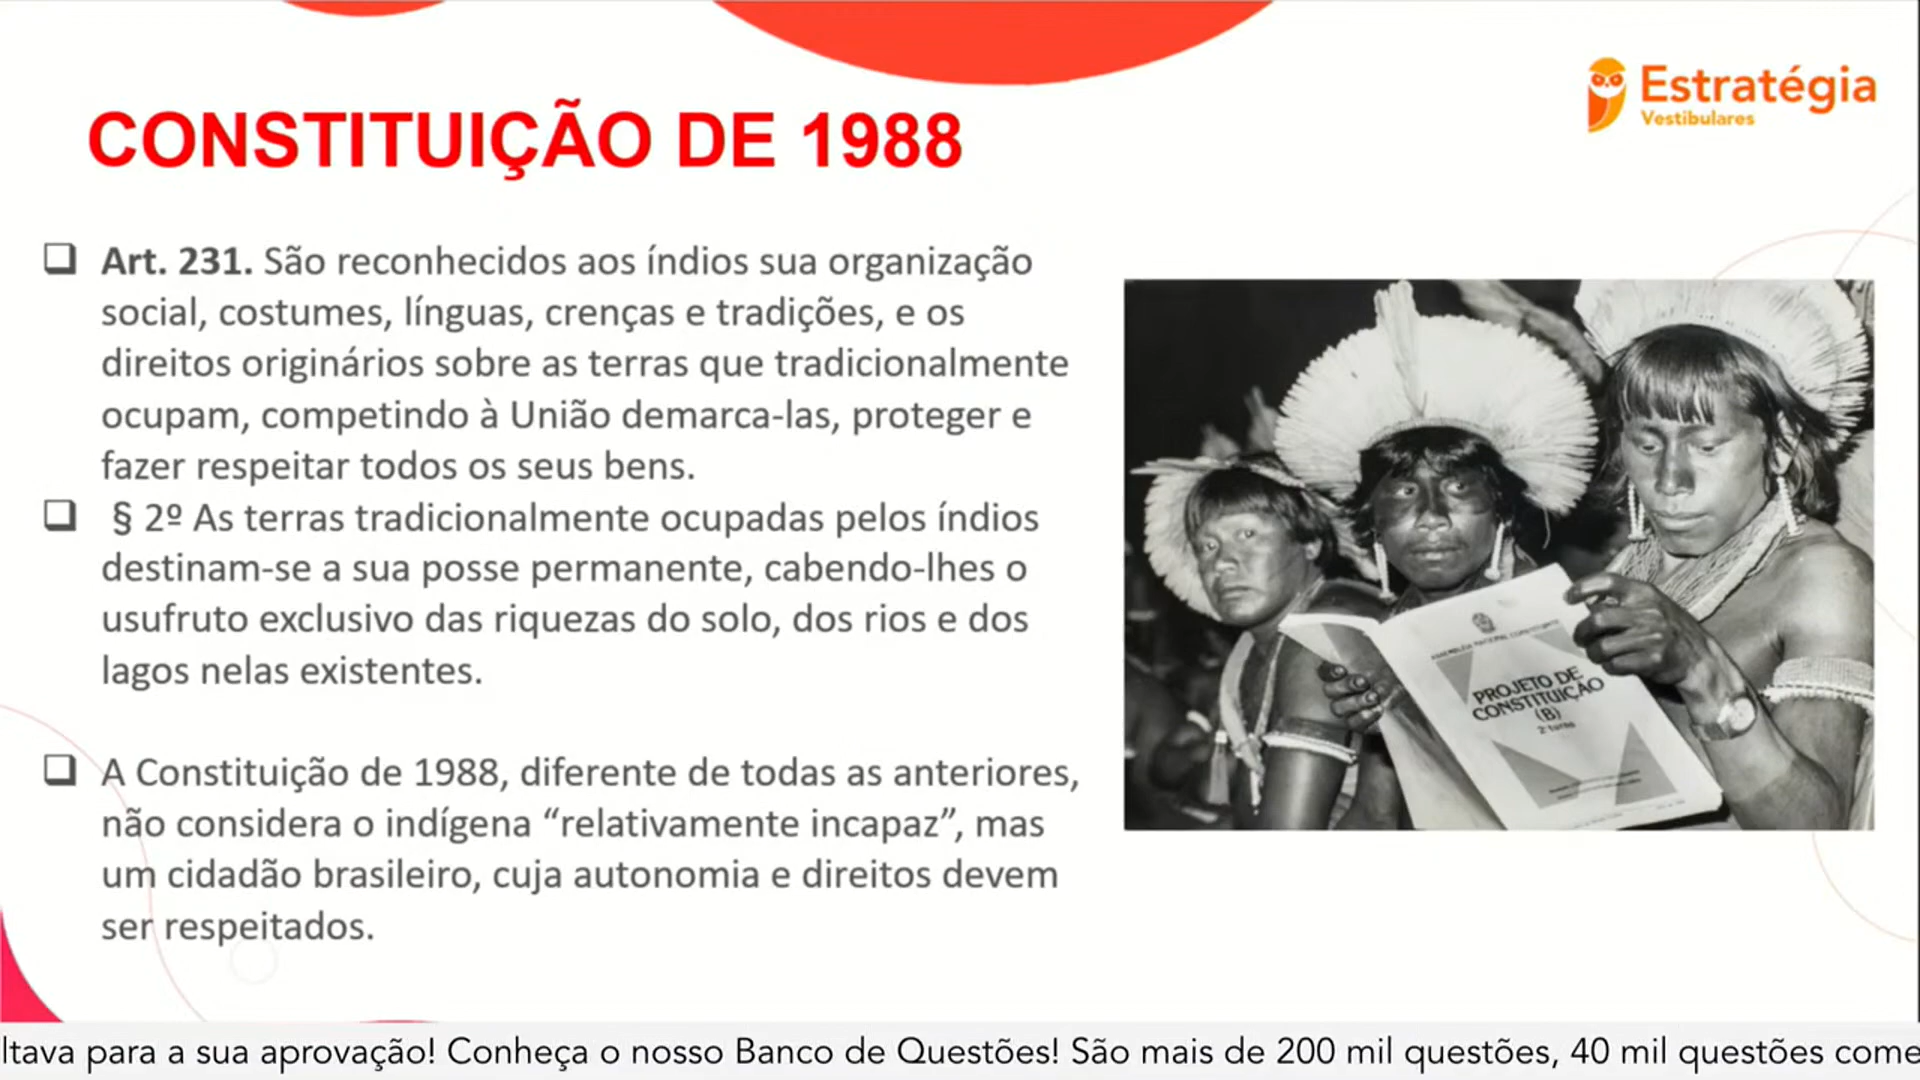 Estratégia
Vestibulares
CONSTITUIÇÃO DE 1988
Art. 231. São reconhecidos aos índios sua organização
social, costumes, línguas, crenças e tradições, e os
direitos originários sobre as terras que tradicionalmente
ocupam, competindo à União demarca-las, proteger e
fazer respeitar todos os seus bens.
§ 2º As terras tradicionalmente ocupadas pelos índios
destinam-se a sua posse permanente, cabendo-lhes o
usufruto exclusivo das riquezas do solo, dos rios e dos
lagos nelas existentes.
A Constituição de 1988, diferente de todas as anteriores,
não considera o indígena “relativamente incapaz”, mas
um cidadão brasileiro, cuja autonomia e direitos devem
ser respeitados.
ASSEMBLÉIA NACIONAL CONSTITUINTE
PROJETO DE
CONSTITUIÇÃO
(B)
2º turno
ltava para a sua aprovação! Conheça o nosso Banco de Questões! São mais de 200 mil questões, 40 mil questões come